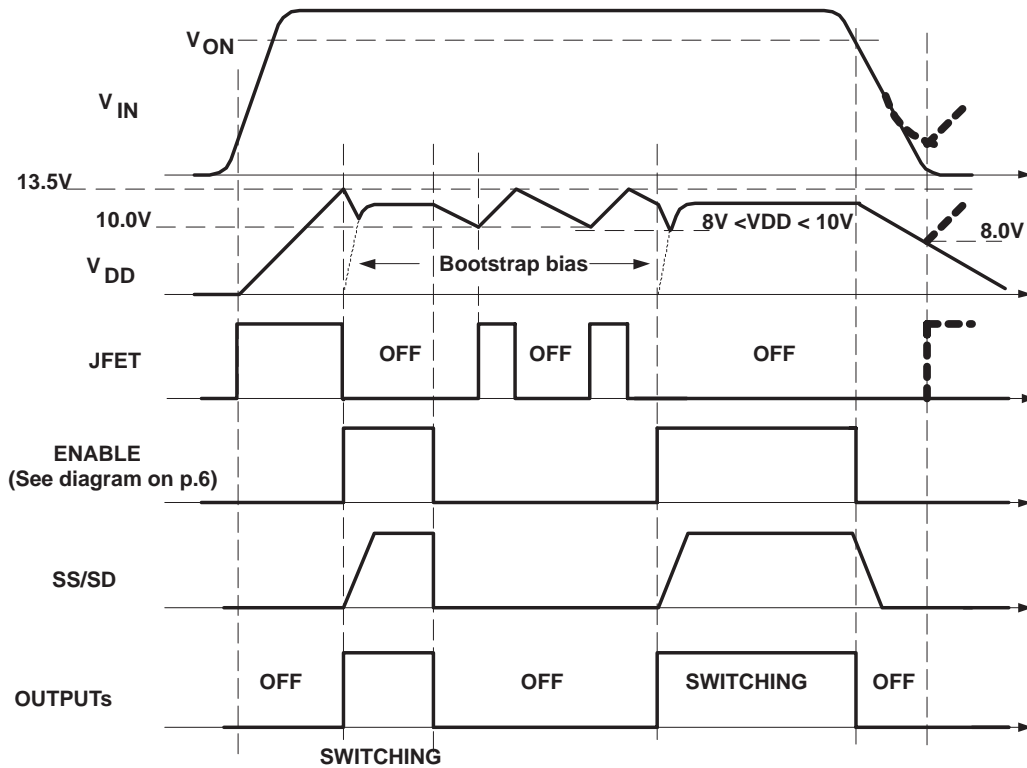 V ON
V IN
13.5V
10.0V
8V <VDD < 10V
8.0V
V DD
Bootstrap bias
JFET
OFF
OFF
OFF
ENABLE
(See diagram on p.6)
SS/SD
OUTPUTs
OFF
OFF
SWITCHING
OFF
SWITCHING